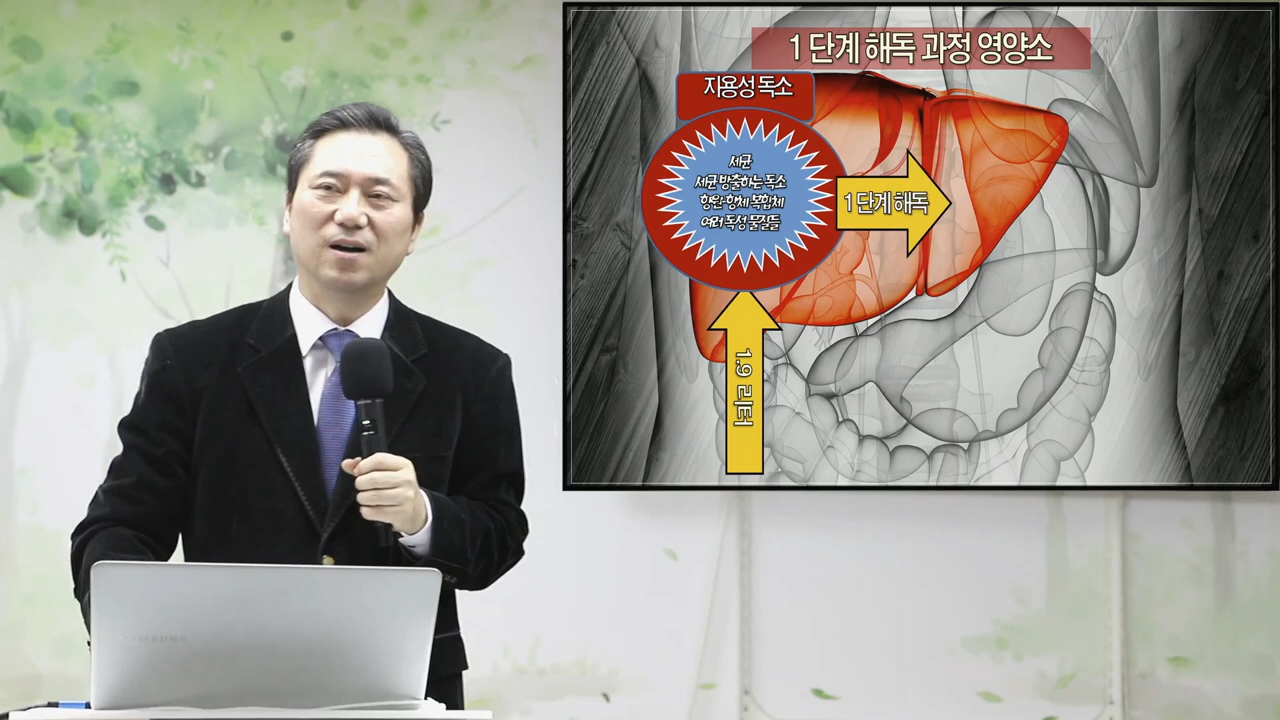 1 단계 해독 과정 영양소
지용성 독소
세균
세균 방출하는 독소
항원-항체 복합체
여러 독성 물질들
1 단계 해독
1.9 리터
SAMSUNG